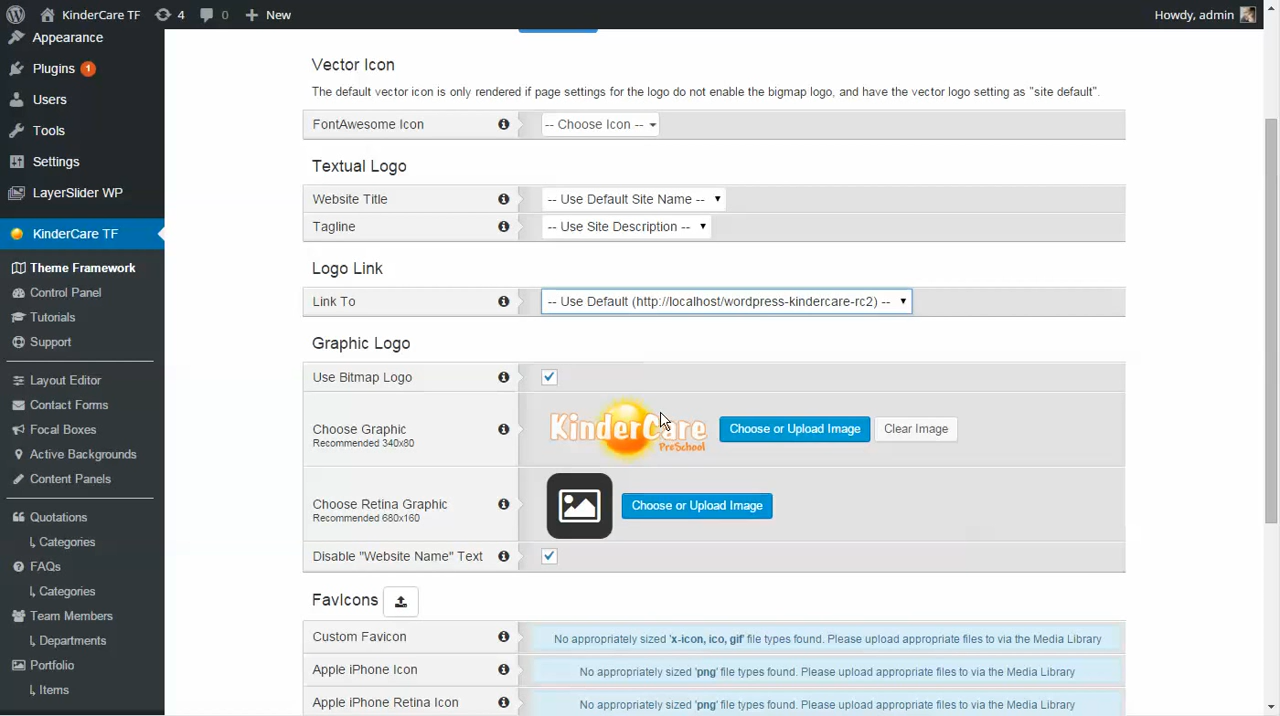 KinderCare TF 4 0 New Howdy, admin
Appearance
Plugins 1
Users
Tools
Settings
LayerSlider WP
KinderCare TF
Theme Framework
Control Panel
Tutorials
Support
Layout Editor
Contact Forms
Focal Boxes
Active Backgrounds
Content Panels
Quotations
Categories
FAQs
Categories
Team Members
Departments
Portfolio
Items
Vector Icon
The default vector icon is only rendered if page settings for the logo do not enable the bigmap logo, and have the vector logo setting as "site default".
FontAwesome Icon -- Choose Icon --
Textual Logo
Website Title -- Use Default Site Name --
Tagline -- Use Site Description --
Logo Link
Link To -- Use Default (http://localhost/wordpress-kindercare-rc2) --
Graphic Logo
Use Bitmap Logo
Choose Graphic
Recommended 340x80
KinderCare
PreSchool
Choose or Upload Image Clear Image
Choose Retina Graphic
Recommended 680x160
Choose or Upload Image
Disable "Website Name" Text
FavIcons
Custom Favicon No appropriately sized 'x-icon, ico, gif' file types found. Please upload appropriate files to via the Media Library
Apple iPhone Icon No appropriately sized 'png' file types found. Please upload appropriate files to via the Media Library
Apple iPhone Retina Icon No appropriately sized 'png' file types found. Please upload appropriate files to via the Media Library